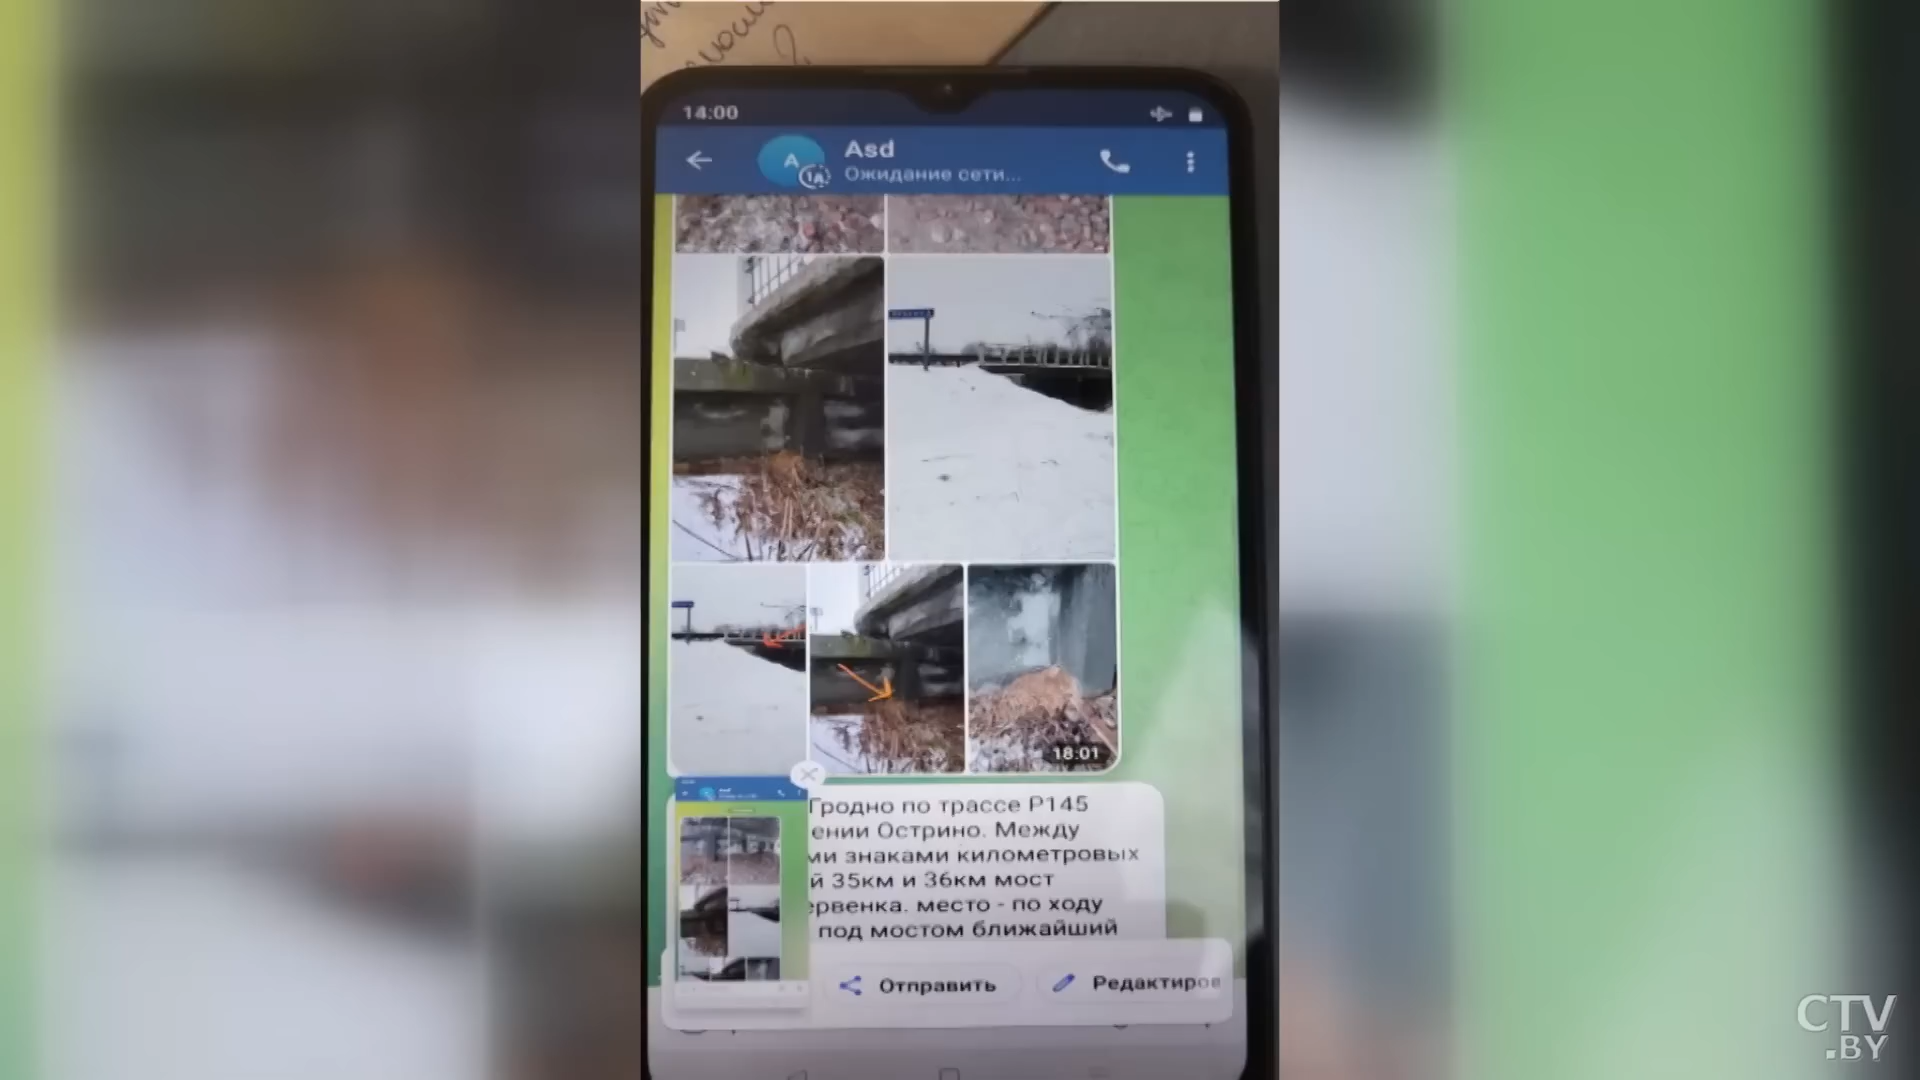 14:00
Asd
Ожидание сети...
18:01
Гродно по трассе Р145
ении Острино. Между
ми знаками километровых
й 35км и 36км мост
рвенка. место - по ходу
под мостом ближайший
Отправить
Редактиров
CTV
.BY